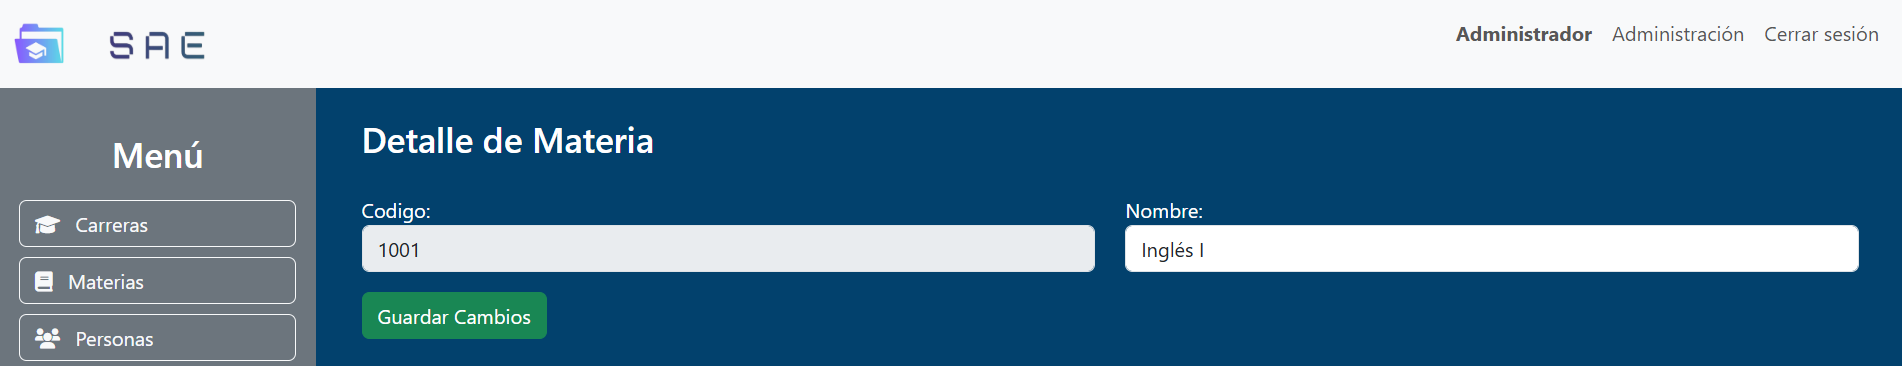 SAE
Administrador Administración Cerrar sesión
Menú
Carreras
Materias
Personas
Detalle de Materia
Codigo:
1001
Nombre:
Inglés I
Guardar Cambios